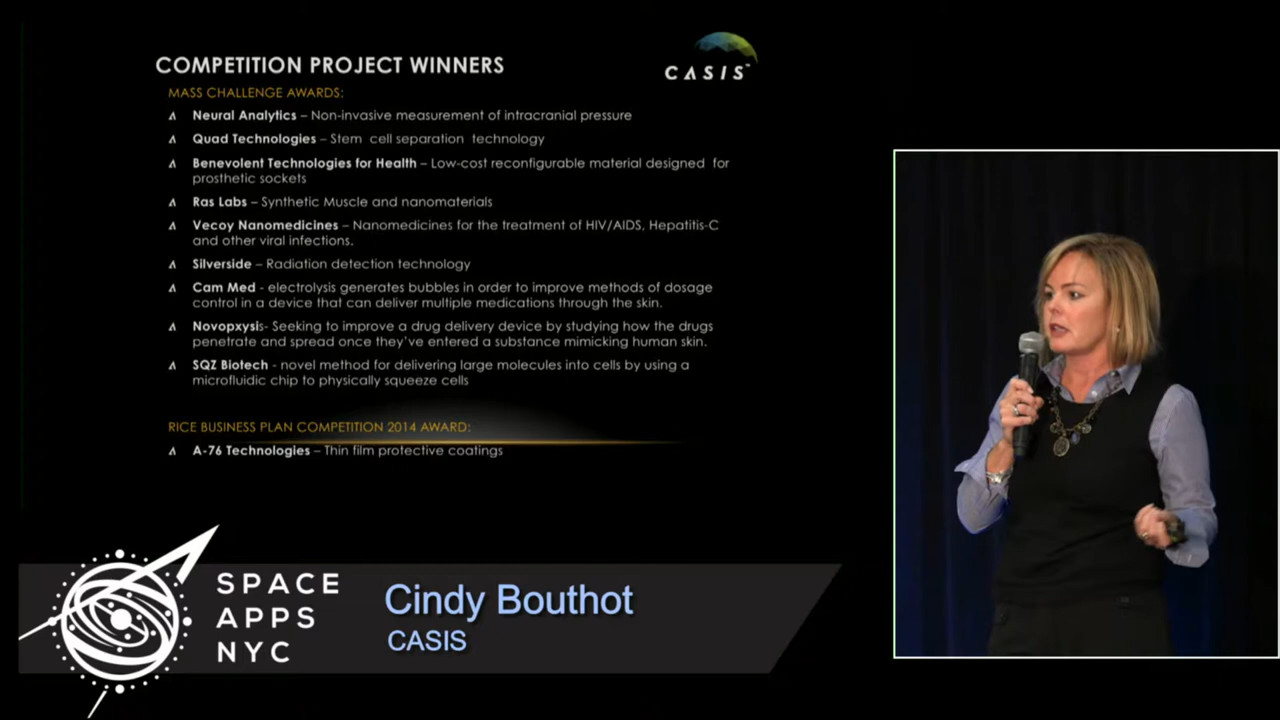 COMPETITION PROJECT WINNERS
CASIS™
MASS CHALLENGE AWARDS:
Neural Analytics – Non-invasive measurement of intracranial pressure
Quad Technologies – Stem cell separation technology
Benevolent Technologies for Health – Low-cost reconfigurable material designed for
prosthetic sockets
Ras Labs – Synthetic Muscle and nanomaterials
Vecoy Nanomedicines – Nanomedicines for the treatment of HIV/AIDS, Hepatitis-C
and other viral infections.
Silverside – Radiation detection technology
Cam Med - electrolysis generates bubbles in order to improve methods of dosage
control in a device that can deliver multiple medications through the skin.
Novopxysis- Seeking to improve a drug delivery device by studying how the drugs
penetrate and spread once they've entered a substance mimicking human skin.
SQZ Biotech - novel method for delivering large molecules into cells by using a
microfluidic chip to physically squeeze cells
RICE BUSINESS PLAN COMPETITION 2014 AWARD:
A-76 Technologies – Thin film protective coatings
SPACE
APPS
NYC
Cindy Bouthot
CASIS